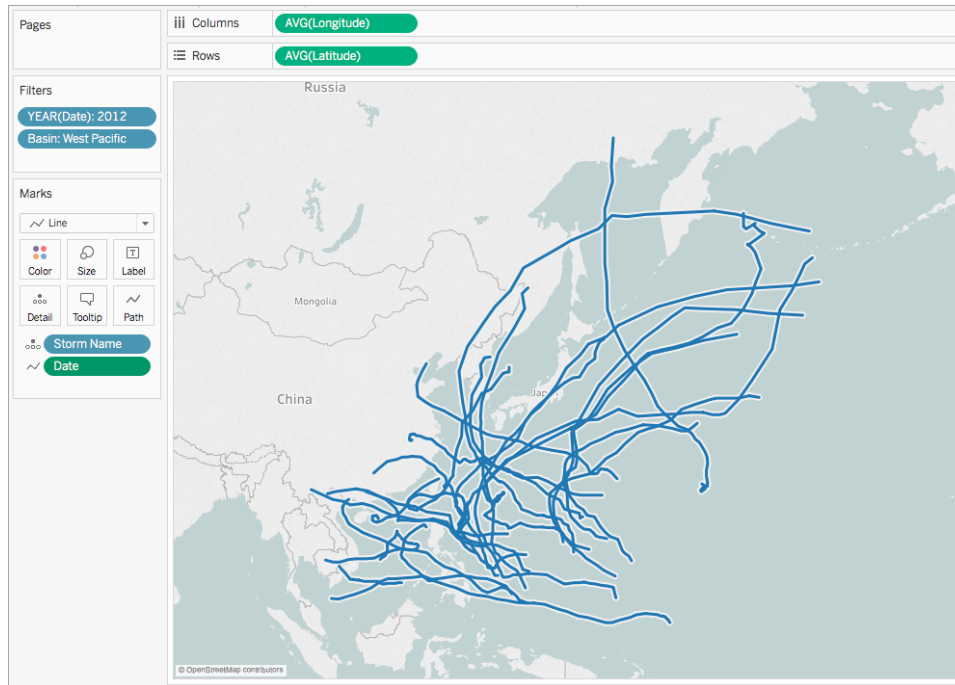 Pages
Columns
AVG(Longitude)
Rows
AVG(Latitude)
Filters
YEAR(Date): 2012
Basin: West Pacific
Marks
Line
Color
Size
Label
Detail
Tooltip
Path
Storm Name
Date
Russia
Mongolia
China
Jap
© OpenStreetMap contributors